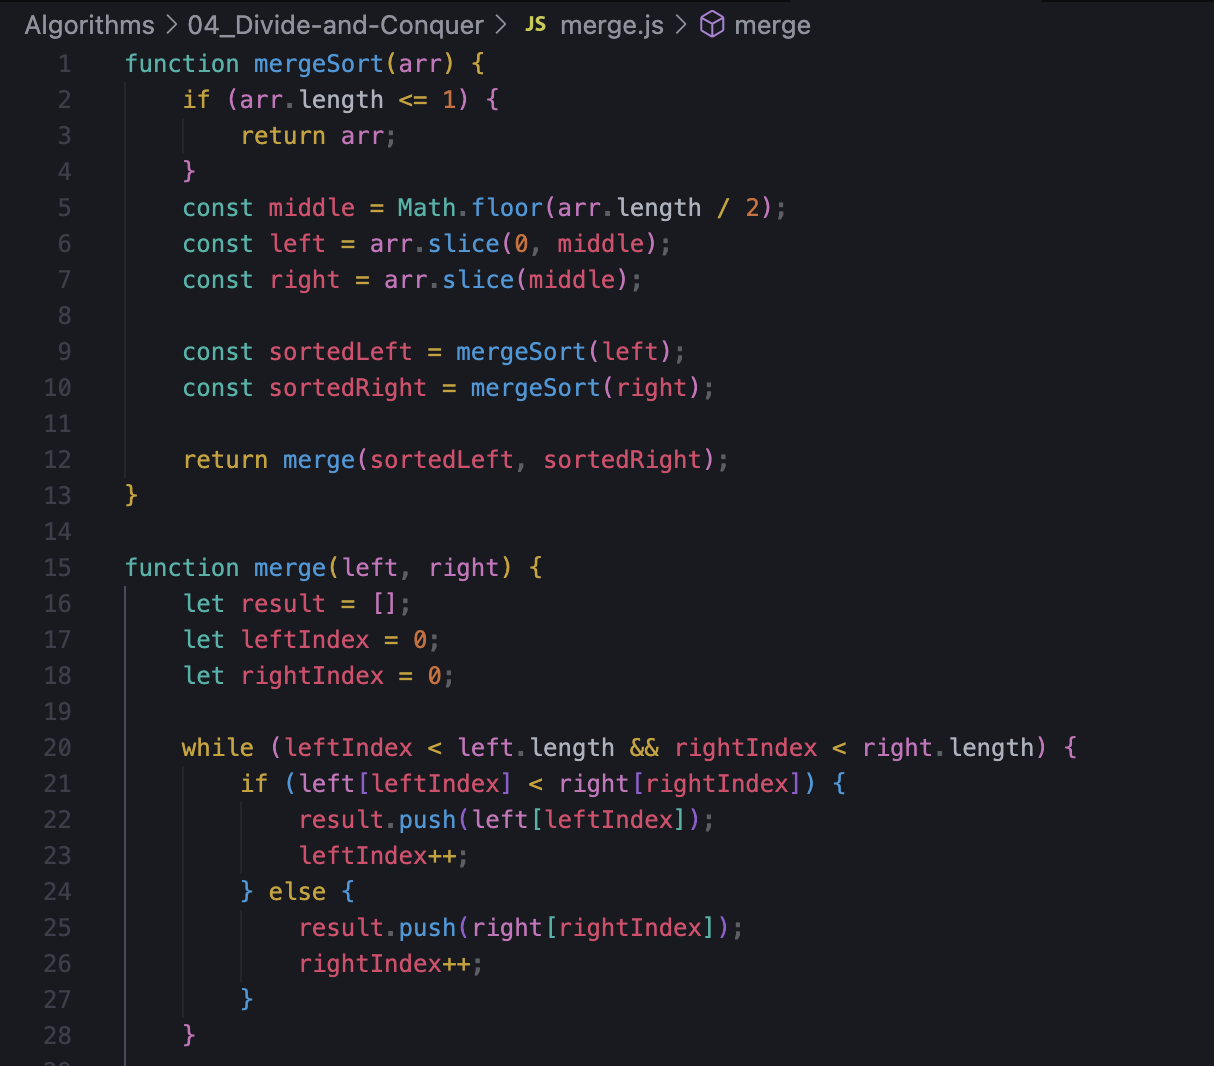 Algorithms > 04_Divide-and-Conquer > JS merge.js > merge
1 function mergeSort(arr) {
2     if (arr.length <= 1) {
3         return arr;
4     }
5     const middle = Math.floor(arr.length / 2);
6     const left = arr.slice(0, middle);
7     const right = arr.slice(middle);
8
9     const sortedLeft = mergeSort(left);
10     const sortedRight = mergeSort(right);
11
12     return merge(sortedLeft, sortedRight);
13 }
14
15 function merge(left, right) {
16     let result = [];
17     let leftIndex = 0;
18     let rightIndex = 0;
19
20     while (leftIndex < left.length && rightIndex < right.length) {
21         if (left[leftIndex] < right[rightIndex]) {
22             result.push(left[leftIndex]);
23             leftIndex++;
24         } else {
25             result.push(right[rightIndex]);
26             rightIndex++;
27         }
28     }